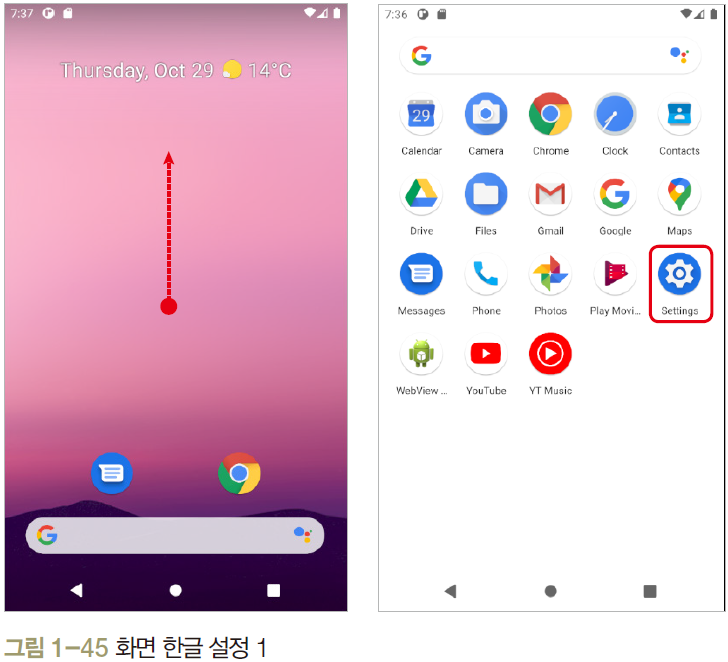 7:37
Thursday, Oct 29 14°C
7:36
29
Calendar Camera Chrome Clock Contacts
Drive Files Gmail Google Maps
Messages Phone Photos Play Movi... Settings
WebView ... YouTube YT Music
그림 1-45 화면 한글 설정 1